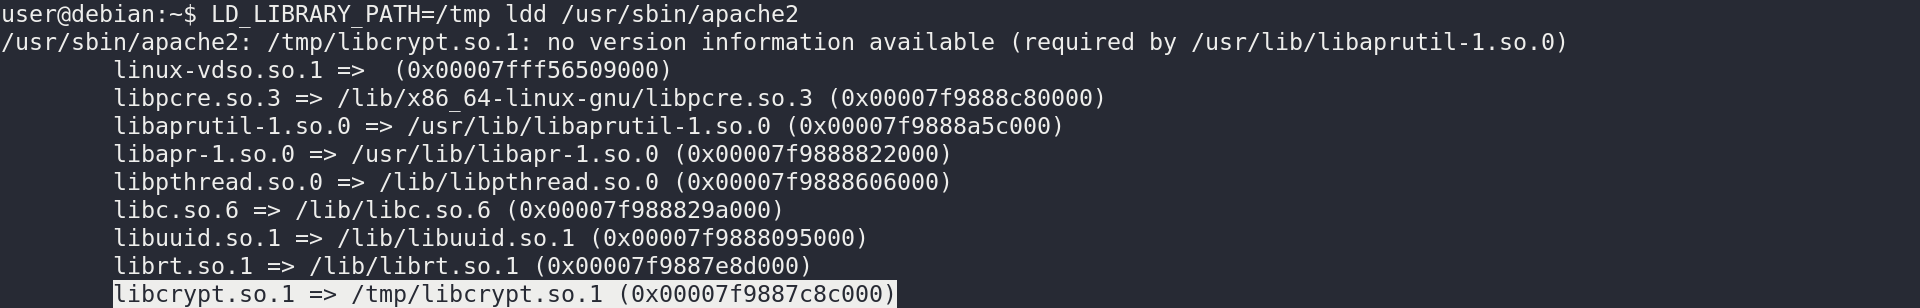 user@debian:~$ LD_LIBRARY_PATH=/tmp ldd /usr/sbin/apache2
/usr/sbin/apache2: /tmp/libcrypt.so.1: no version information available (required by /usr/lib/libaprutil-1.so.0)
linux-vdso.so.1 =>  (0x00007fff56509000)
libpcre.so.3 => /lib/x86_64-linux-gnu/libpcre.so.3 (0x00007f9888c80000)
libaprutil-1.so.0 => /usr/lib/libaprutil-1.so.0 (0x00007f9888a5c000)
libapr-1.so.0 => /usr/lib/libapr-1.so.0 (0x00007f9888822000)
libpthread.so.0 => /lib/libpthread.so.0 (0x00007f9888606000)
libc.so.6 => /lib/libc.so.6 (0x00007f988829a000)
libuuid.so.1 => /lib/libuuid.so.1 (0x00007f9888095000)
librt.so.1 => /lib/librt.so.1 (0x00007f9887e8d000)
libcrypt.so.1 => /tmp/libcrypt.so.1 (0x00007f9887c8c000)